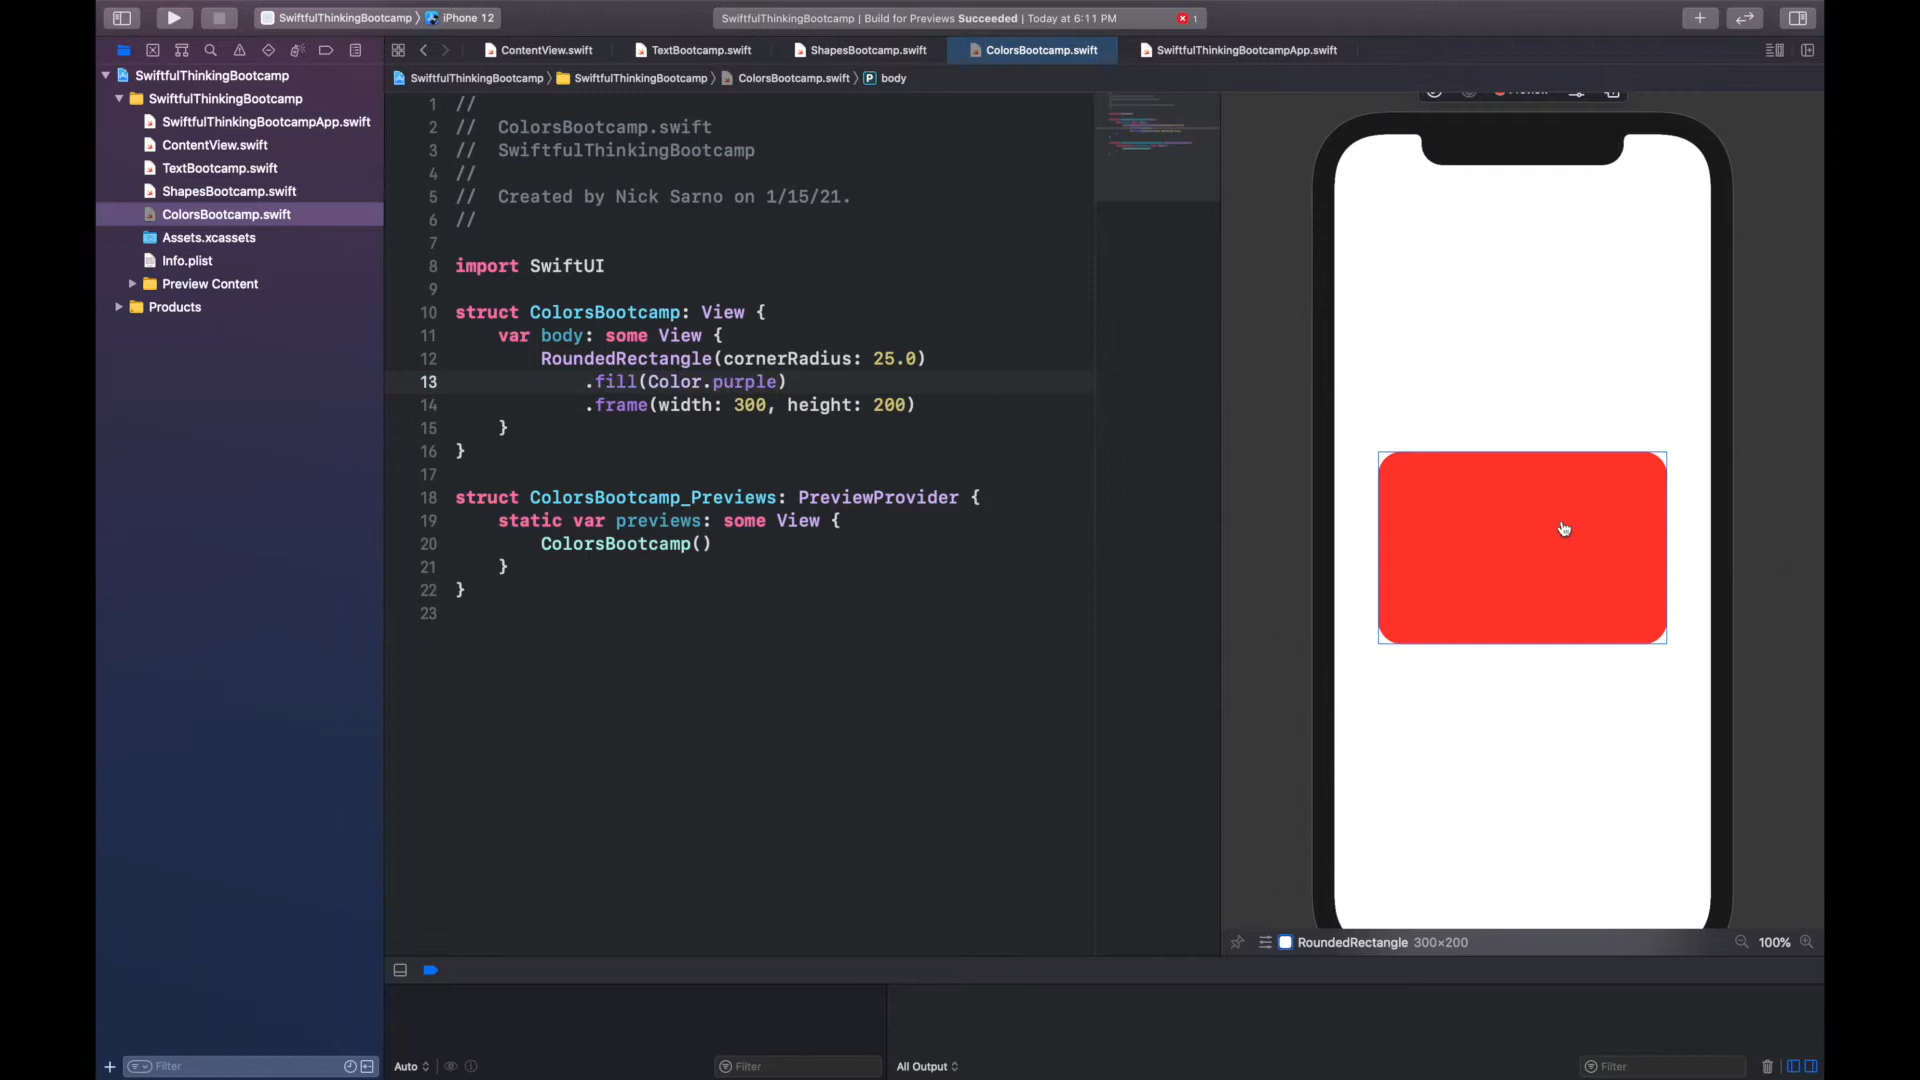 SwiftfulThinkingBootcamp 〉 iPhone 12
SwiftfulThinkingBootcamp | Build for Previews Succeeded | Today at 6:11 PM
1
ContentView.swift
TextBootcamp.swift
ShapesBootcamp.swift
ColorsBootcamp.swift
SwiftfulThinkingBootcampApp.swift
SwiftfulThinkingBootcamp 〉 SwiftfulThinkingBootcamp 〉 ColorsBootcamp.swift 〉 P body
SwiftfulThinkingBootcamp
SwiftfulThinkingBootcamp
SwiftfulThinkingBootcampApp.swift
ContentView.swift
TextBootcamp.swift
ShapesBootcamp.swift
ColorsBootcamp.swift
Assets.xcassets
Info.plist
Preview Content
Products
1 //
2 //  ColorsBootcamp.swift
3 //  SwiftfulThinkingBootcamp
4 //
5 //  Created by Nick Sarno on 1/15/21.
6 //
7
8 import SwiftUI
9
10 struct ColorsBootcamp: View {
11     var body: some View {
12         RoundedRectangle(cornerRadius: 25.0)
13             .fill(Color.purple)
14             .frame(width: 300, height: 200)
15     }
16 }
17
18 struct ColorsBootcamp_Previews: PreviewProvider {
19     static var previews: some View {
20         ColorsBootcamp()
21     }
22 }
23
RoundedRectangle 300×200
100%
Filter
Auto
Filter
All Output
Filter